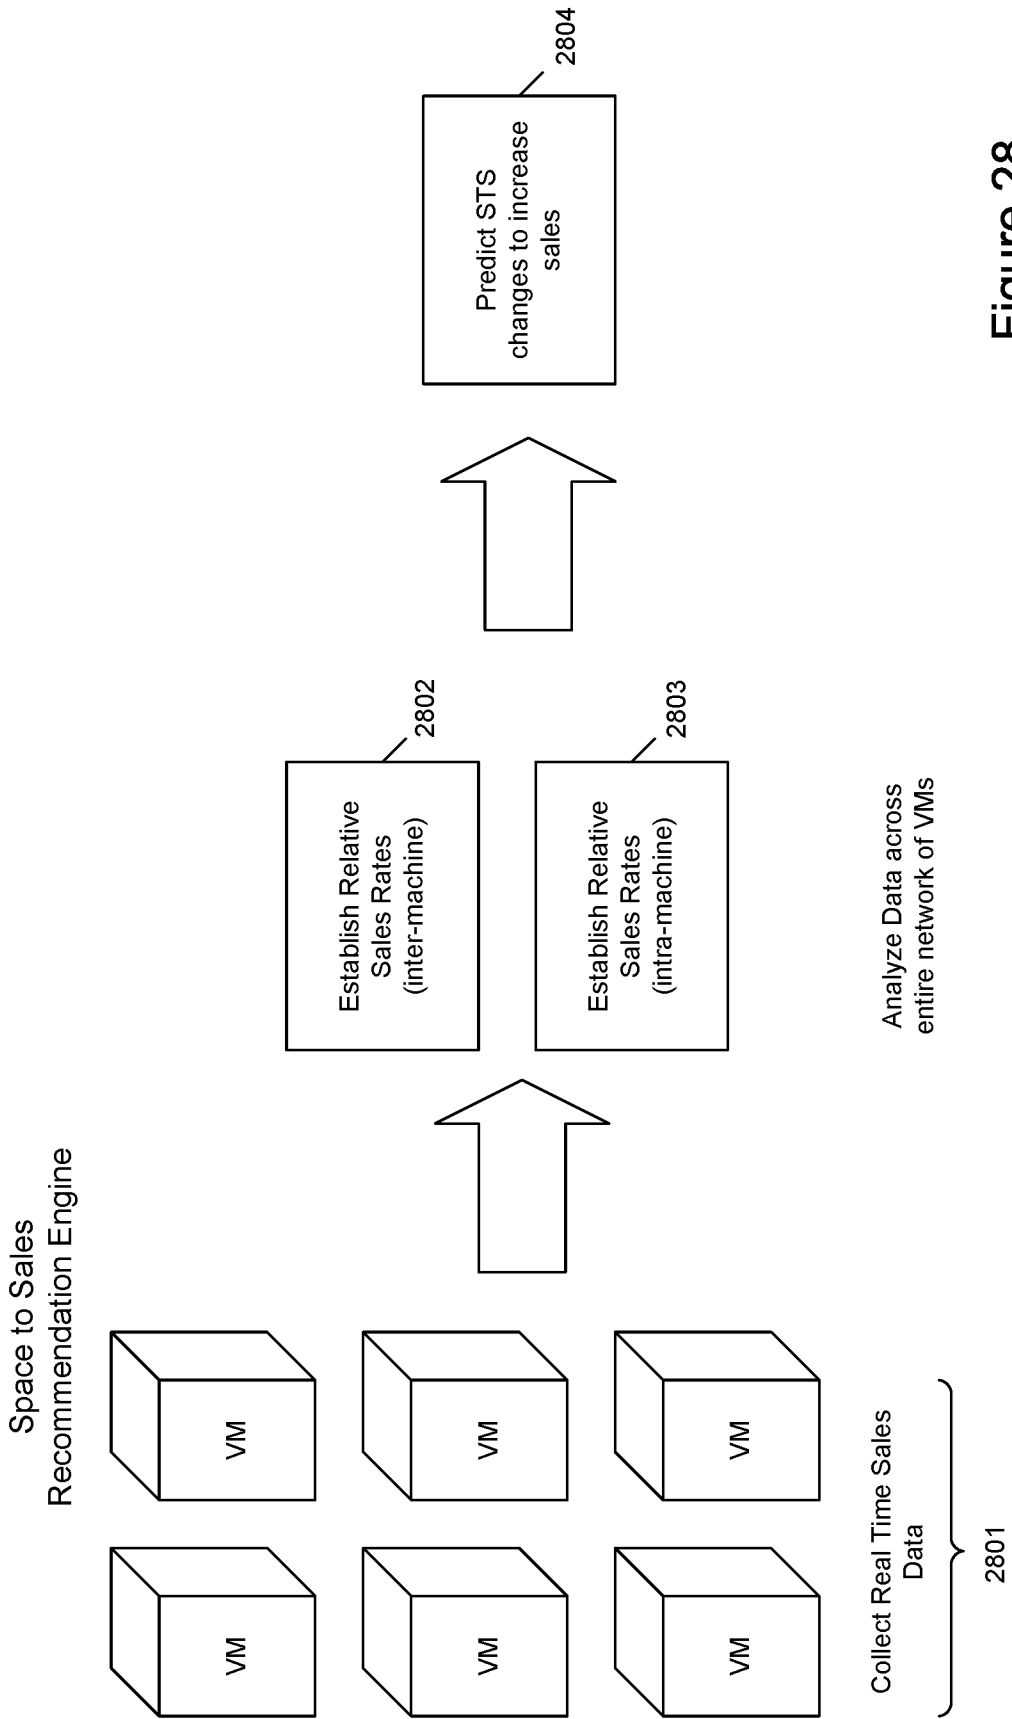 Space to Sales
Recommendation Engine
VM
VM
VM
VM
VM
VM
Collect Real Time Sales
Data
2801
Establish Relative
Sales Rates
(inter-machine)
2802
Establish Relative
Sales Rates
(intra-machine)
2803
Analyze Data across
entire network of VMs
Predict STS
changes to increase
sales
2804
Figure 28